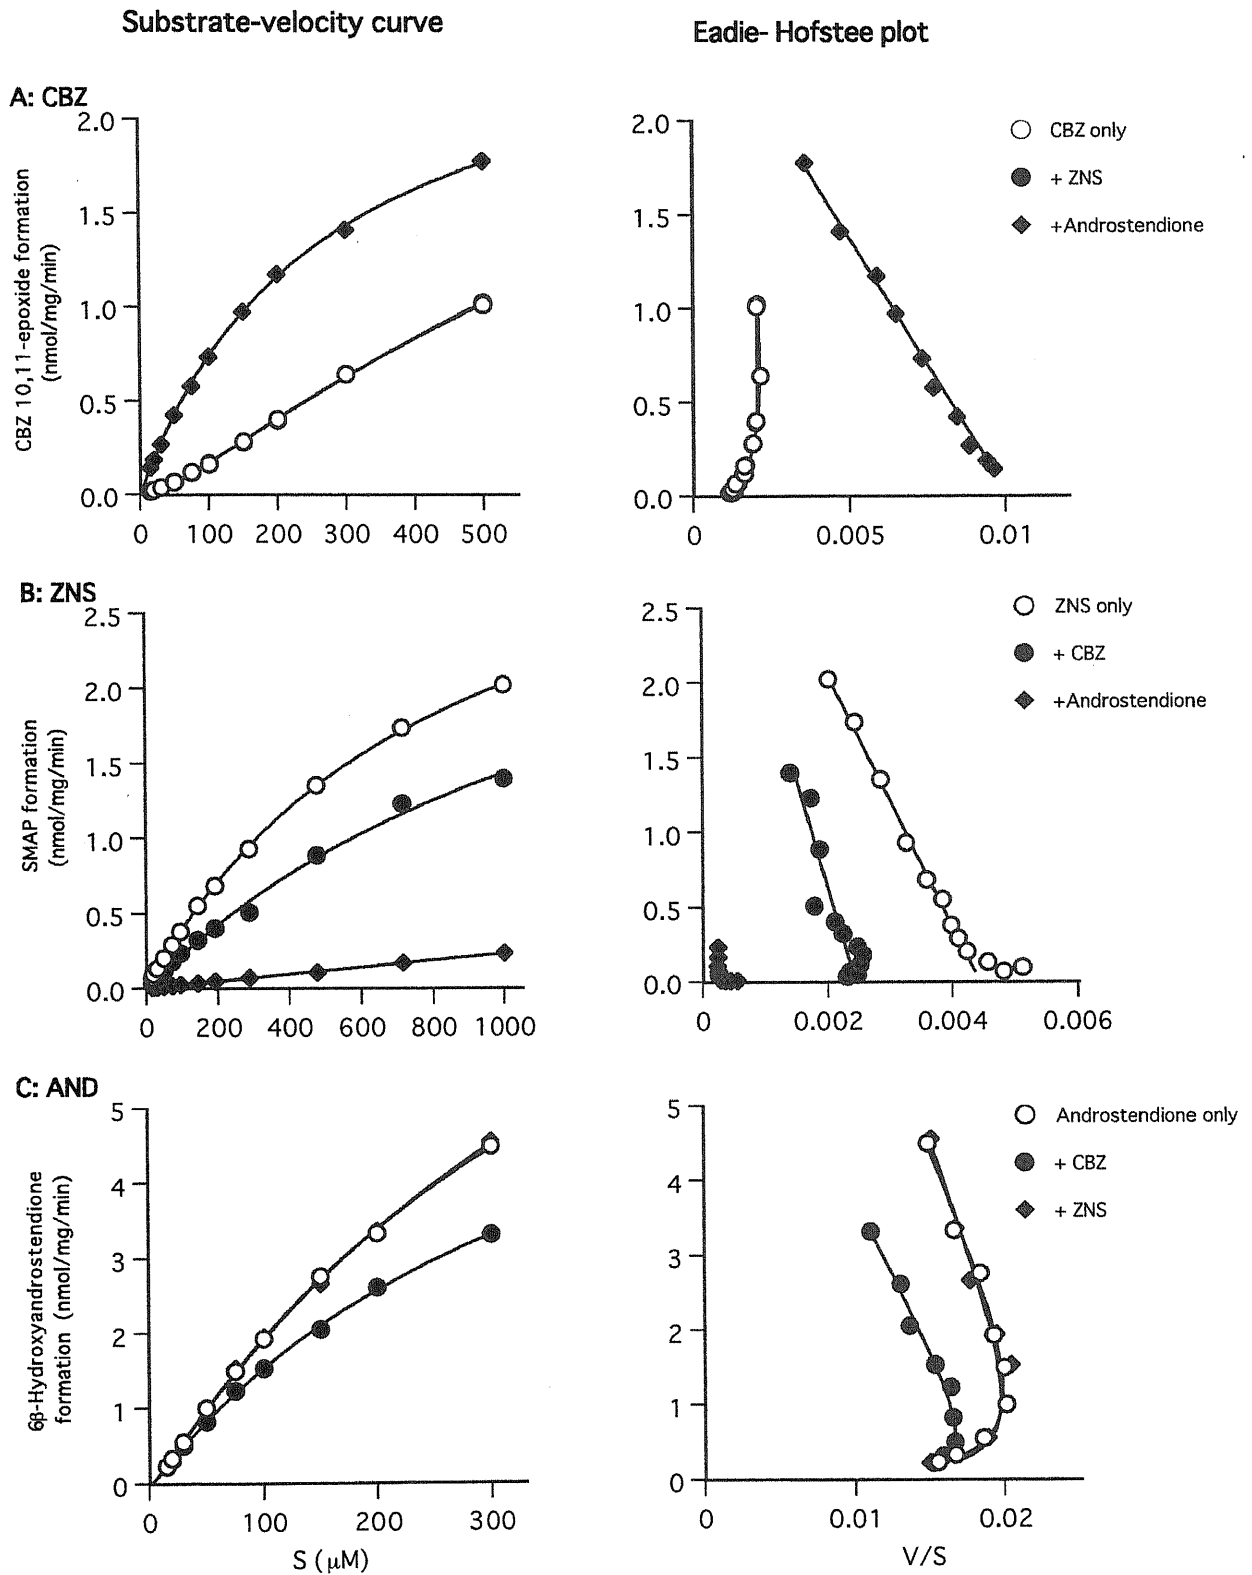 Substrate-velocity curve
Eadie- Hofstee plot
A: CBZ
CBZ 10,11-epoxide formation
(nmol/mg/min)
2.0
1.5
1.0
0.5
0.0
0 100 200 300 400 500
2.0
1.5
1.0
0.5
0.0
0 0.005 0.01
CBZ only
+ ZNS
+Androstendione
B: ZNS
SMAP formation
(nmol/mg/min)
2.5
2.0
1.5
1.0
0.5
0.0
0 200 400 600 800 1000
2.5
2.0
1.5
1.0
0.5
0.0
0 0.002 0.004 0.006
ZNS only
+ CBZ
+Androstendione
C: AND
6β-Hydroxyandrostendione
formation (nmol/mg/min)
5
4
3
2
1
0
0 100 200 300
S (μM)
5
4
3
2
1
0
0 0.01 0.02
V/S
Androstendione only
+ CBZ
+ ZNS